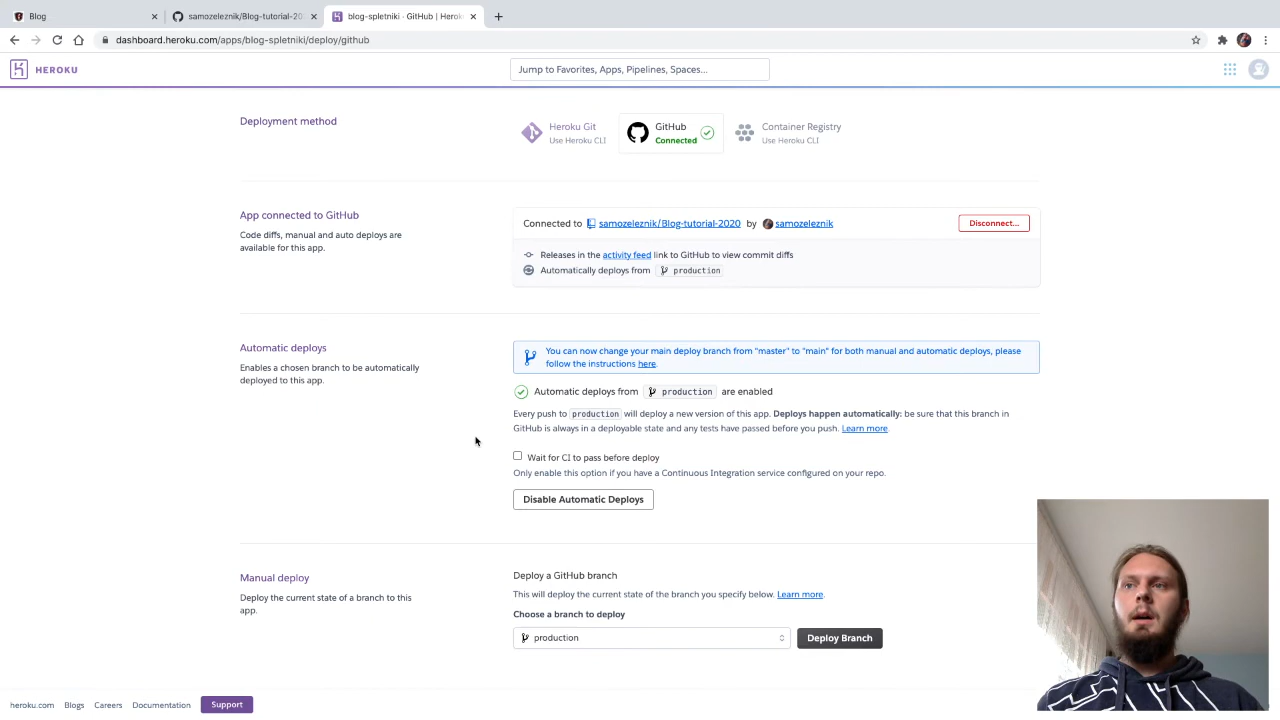 Blog
samozeleznik/Blog-tutorial-202
blog-spletniki · GitHub | Herok
dashboard.heroku.com/apps/blog-spletniki/deploy/github
HEROKU
Jump to Favorites, Apps, Pipelines, Spaces...
Deployment method
Heroku Git
Use Heroku CLI
GitHub
Connected
Container Registry
Use Heroku CLI
App connected to GitHub
Code diffs, manual and auto deploys are
available for this app.
Connected to samozeleznik/Blog-tutorial-2020 by samozeleznik
Disconnect...
Releases in the activity feed link to GitHub to view commit diffs
Automatically deploys from production
Automatic deploys
Enables a chosen branch to be automatically
deployed to this app.
You can now change your main deploy branch from "master" to "main" for both manual and automatic deploys, please
follow the instructions here.
Automatic deploys from production are enabled
Every push to production will deploy a new version of this app. Deploys happen automatically: be sure that this branch in
GitHub is always in a deployable state and any tests have passed before you push. Learn more.
Wait for CI to pass before deploy
Only enable this option if you have a Continuous Integration service configured on your repo.
Disable Automatic Deploys
Manual deploy
Deploy the current state of a branch to this
app.
Deploy a GitHub branch
This will deploy the current state of the branch you specify below. Learn more.
Choose a branch to deploy
production
Deploy Branch
heroku.com
Blogs
Careers
Documentation
Support